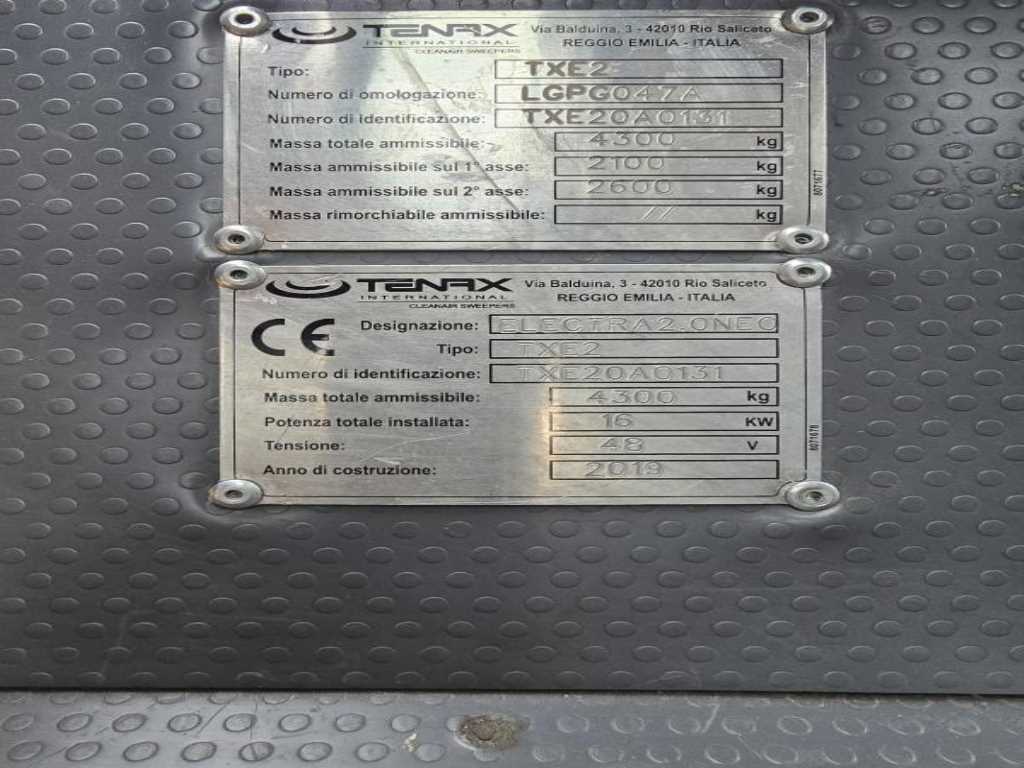 TENAX Via Balduina, 3 - 42010 Rio Saliceto
INTERNATIONAL REGGIO EMILIA - ITALIA
CLEANAIR SWEEPERS
Tipo: TXE2
Numero di omologazione: LGPG047A
Numero di identificazione: TXE20A0131
Massa totale ammissibile: 4300 kg
Massa ammissibile sul 1° asse: 2100 kg
Massa ammissibile sul 2° asse: 2600 kg
Massa rimorchiabile ammissibile: // kg
8071677
TENAX Via Balduina, 3 - 42010 Rio Saliceto
INTERNATIONAL REGGIO EMILIA - ITALIA
CLEANAIR SWEEPERS
CE
Designazione: ELECTRA2.0NEO
Tipo: TXE2
Numero di identificazione: TXE20A0131
Massa totale ammissibile: 4300 kg
Potenza totale installata: 16 KW
Tensione: 48 V
Anno di costruzione: 2019
8071678